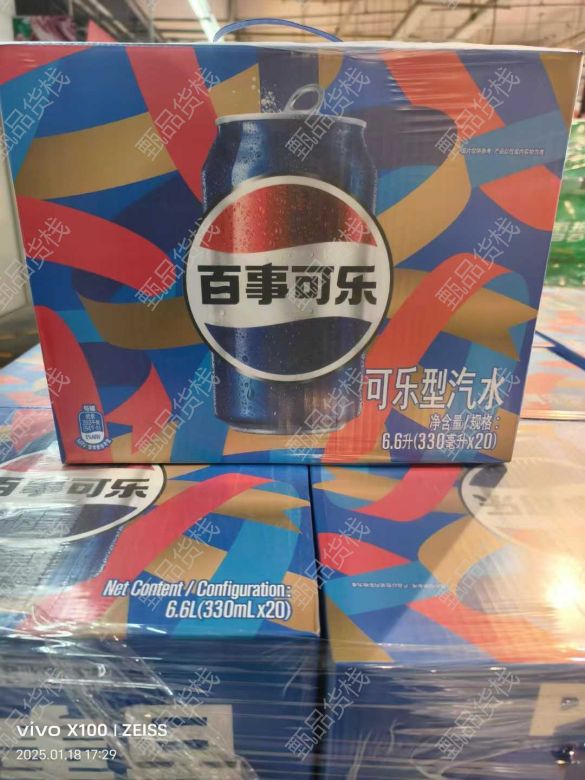 百事可乐
可乐型汽水
净含量/规格:
6.6升(330毫升x20)
百事可乐
Net Content/Configuration:
6.6L(330mLx20)
甄品货栈
vivo X100 | ZEISS
2025.01.18 17:29